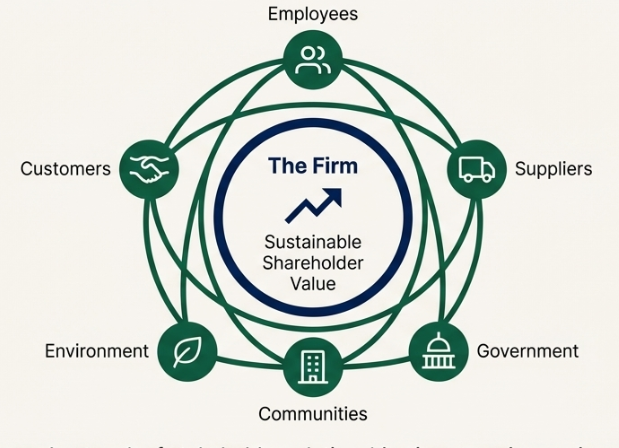 Employees
Customers
The Firm
Suppliers
Sustainable
Shareholder
Value
Environment
Government
Communities